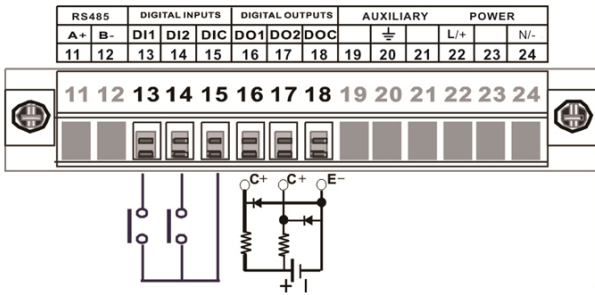 RS485 DIGITAL INPUTS DIGITAL OUTPUTS AUXILIARY POWER
A+ B- DI1 DI2 DIC DO1 DO2 DOC L/+ N/-
11 12 13 14 15 16 17 18 19 20 21 22 23 24
11 12 13 14 15 16 17 18 19 20 21 22 23 24
C+ C+ E-
+